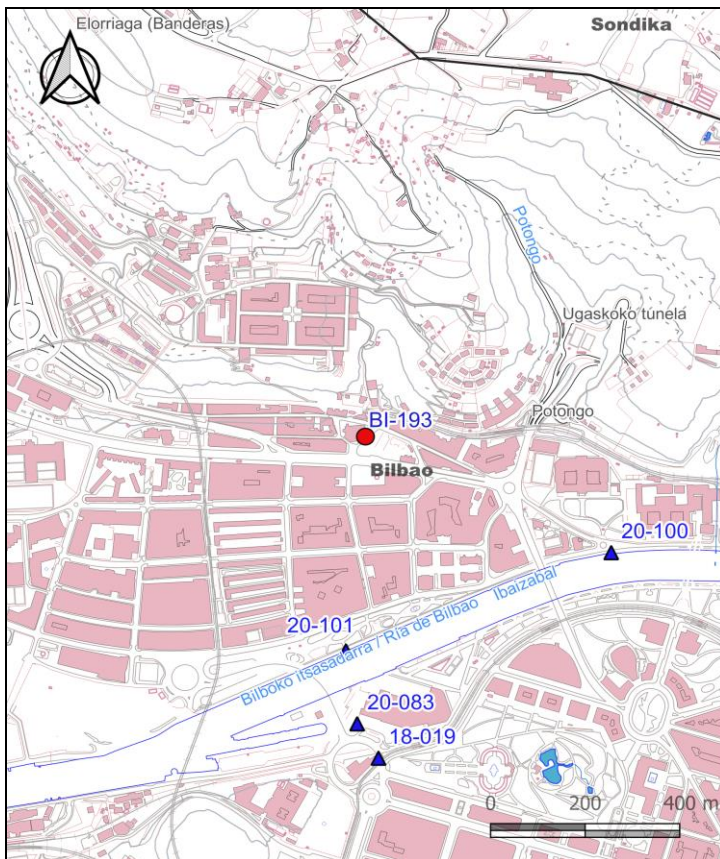 Elorriaga (Banderas)
Sondika
Potongo
Ugaskoko tunela
Potongo
BI-193
Bilbao
20-100
20-101
Bilboko itsasadarra / Ría de Bilbao Ibaizabal
20-083
18-019
0 200 400 m